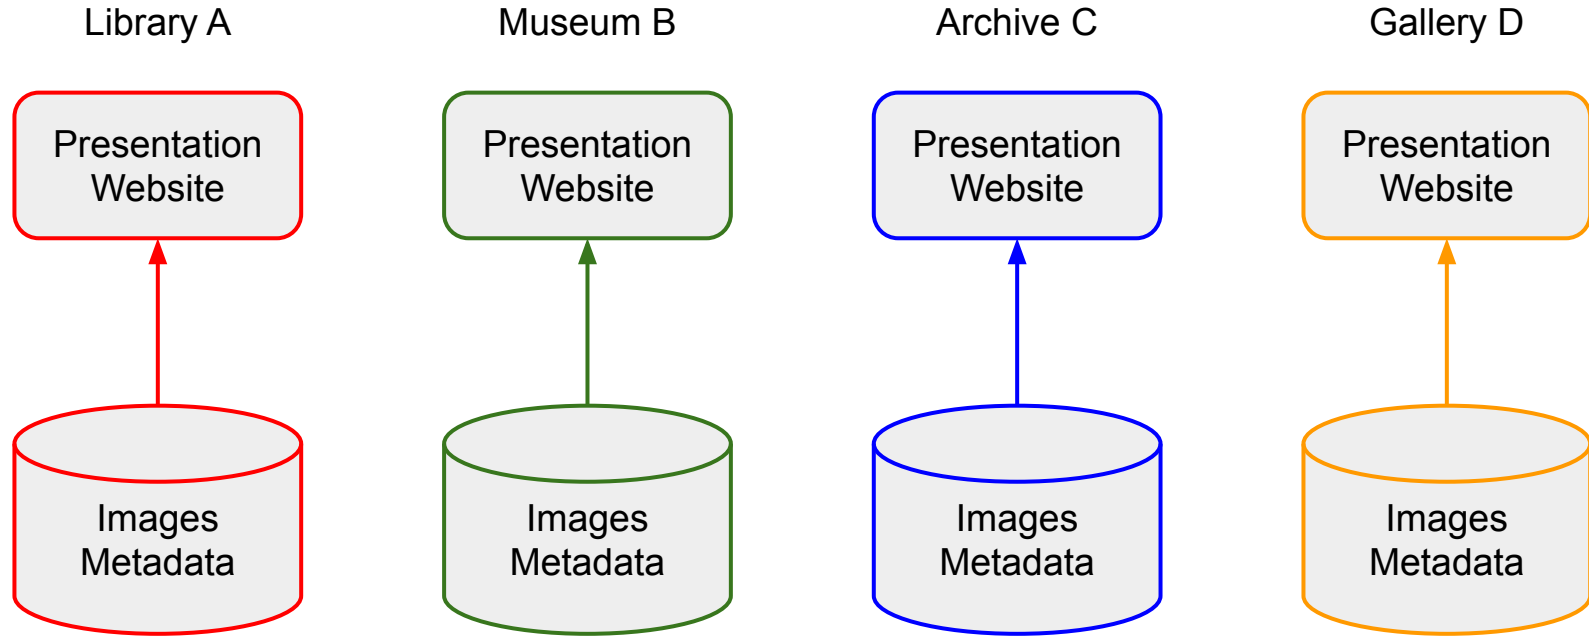 Library A
Museum B
Archive C
Gallery D
Presentation
Website
Presentation
Website
Presentation
Website
Presentation
Website
Images
Metadata
Images
Metadata
Images
Metadata
Images
Metadata